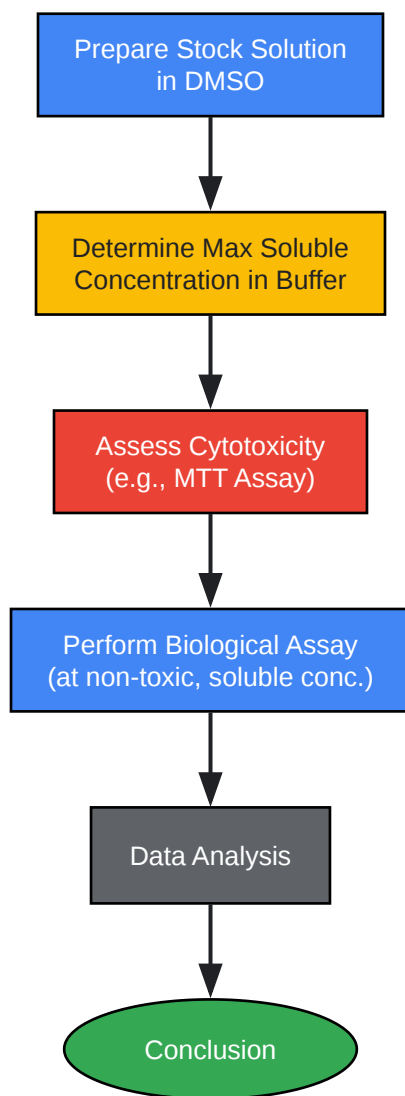 Prepare Stock Solution
in DMSO
Determine Max Soluble
Concentration in Buffer
Assess Cytotoxicity
(e.g., MTT Assay)
Perform Biological Assay
(at non-toxic, soluble conc.)
Data Analysis
Conclusion